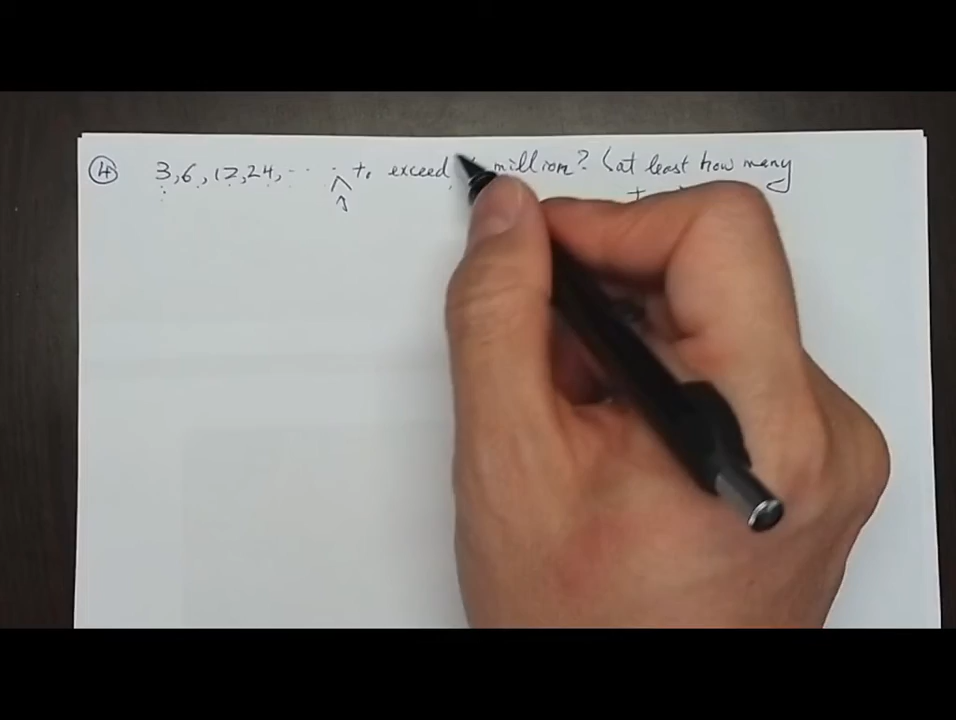 ④ 3, 6, 12, 24, ... to exceed million? (at least how many